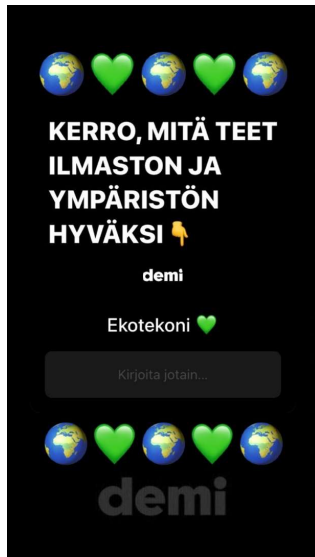 🌍💚🌍💚🌍
KERRO, MITÄ TEET
ILMASTON JA
YMPÄRISTÖN
HYVÄKSI 👇
demi
Ekotekoni 💚
Kirjoita jotain...
🌍💚🌍💚🌍
demi